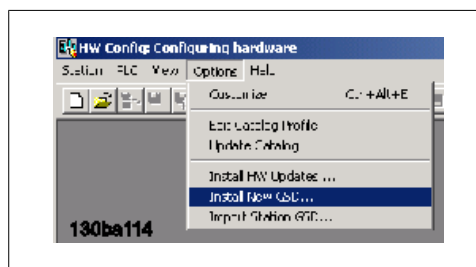 HW Config: Configuring hardware
Station PLC View Options Help
Customize Ctrl+Alt+E
Edit Catalog Profile
Update Catalog
Install HW Updates ...
Install New GSD...
Import Station GSD...
130ba114